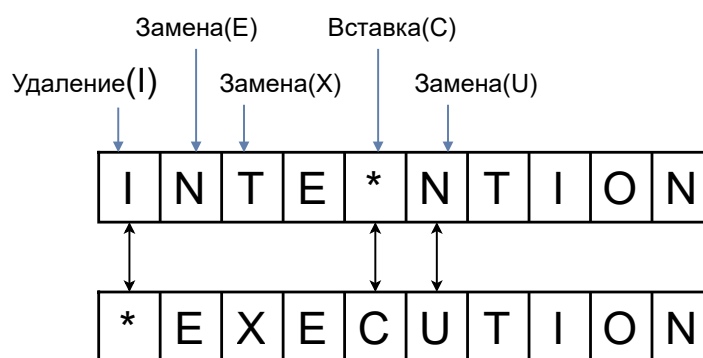 Замена(E) Вставка(C)
Удаление(I) Замена(X) Замена(U)
I N T E * N T I O N
* E X E C U T I O N